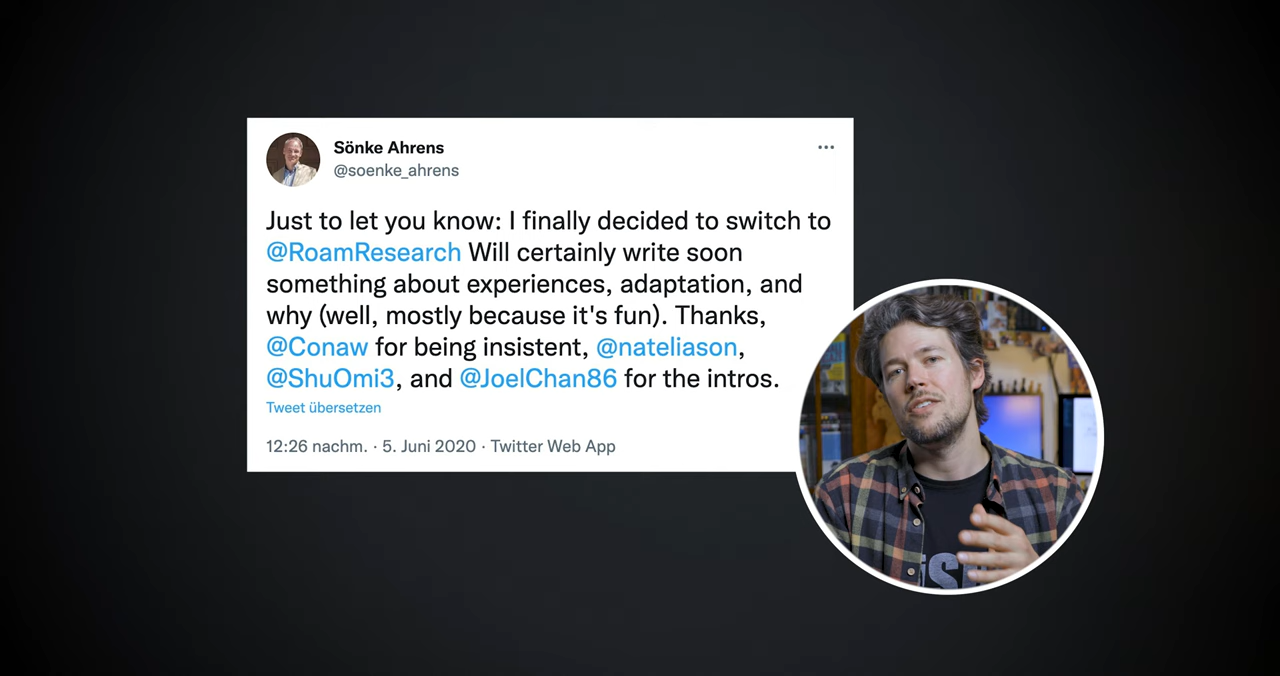 Sönke Ahrens
@soenke_ahrens
Just to let you know: I finally decided to switch to
@RoamResearch Will certainly write soon
something about experiences, adaptation, and
why (well, mostly because it's fun). Thanks,
@Conaw for being insistent, @nateliason,
@ShuOmi3, and @JoelChan86 for the intros.
Tweet übersetzen
12:26 nachm. · 5. Juni 2020 · Twitter Web App